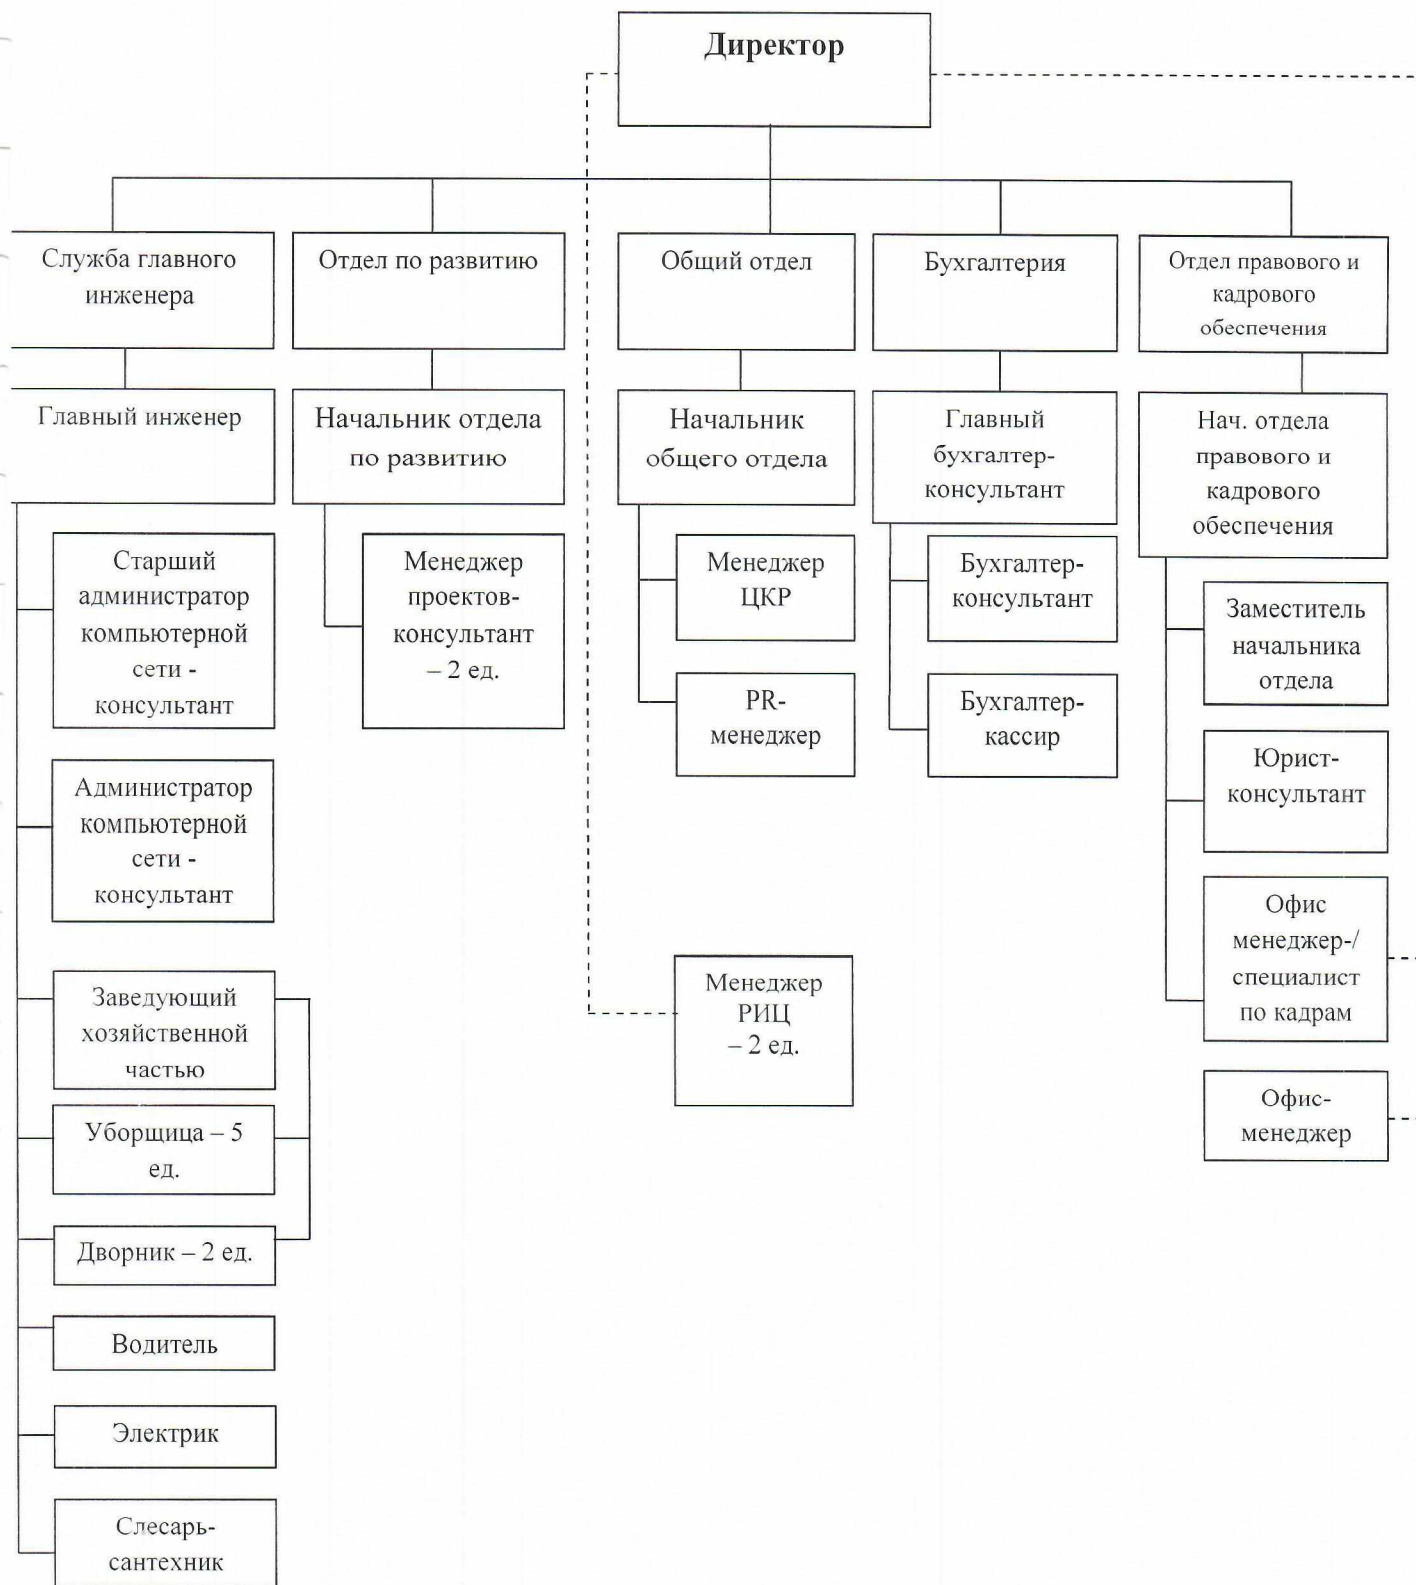 Директор
Служба главного
инженера
Отдел по развитию
Общий отдел
Бухгалтерия
Отдел правового и
кадрового
обеспечения
Главный инженер
Начальник отдела
по развитию
Начальник
общего отдела
Главный
бухгалтер-
консультант
Нач. отдела
правового и
кадрового
обеспечения
Старший
администратор
компьютерной
сети -
консультант
Администратор
компьютерной
сети -
консультант
Заведующий
хозяйственной
частью
Уборщица – 5
ед.
Дворник – 2 ед.
Водитель
Электрик
Слесарь-
сантехник
Менеджер
проектов-
консультант
– 2 ед.
Менеджер
ЦКР
PR-
менеджер
Менеджер
РИЦ
– 2 ед.
Бухгалтер-
консультант
Бухгалтер-
кассир
Заместитель
начальника
отдела
Юрист-
консультант
Офис
менеджер-/
специалист
по кадрам
Офис-
менеджер